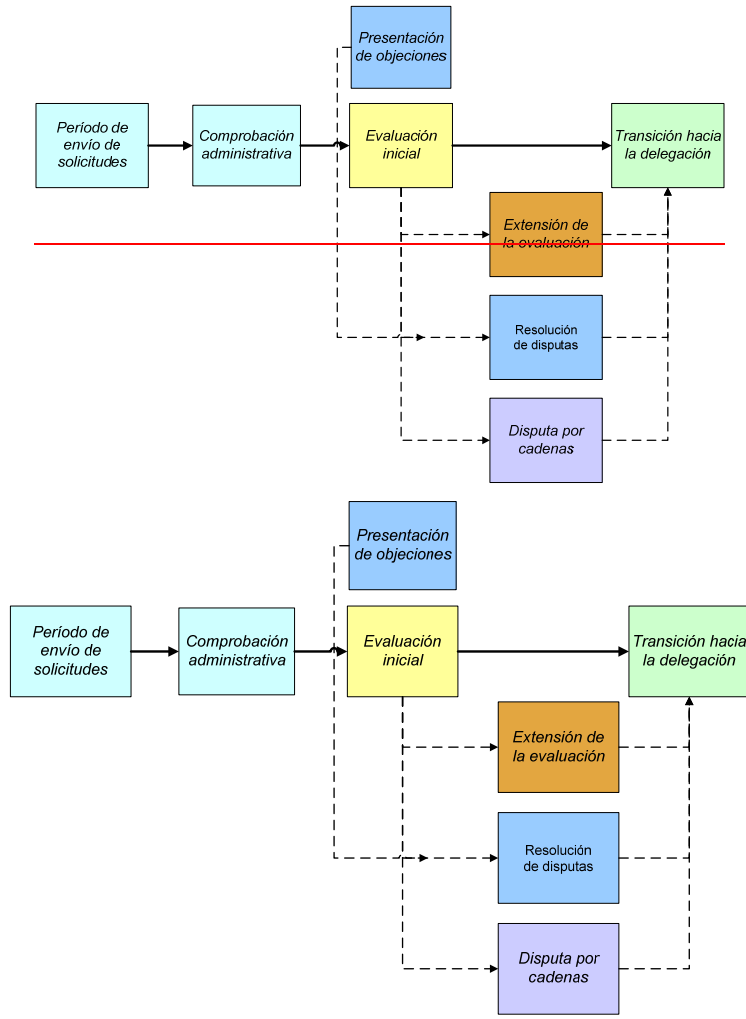 Presentación
de objeciones
Período de
envío de
solicitudes
Comprobación
administrativa
Evaluación
inicial
Transición hacia
la delegación
Extensión de
la evaluación
Resolución
de disputas
Disputa por
cadenas
Presentación
de objeciones
Período de
envío de
solicitudes
Comprobación
administrativa
Evaluación
inicial
Transición hacia
la delegación
Extensión de
la evaluación
Resolución
de disputas
Disputa por
cadenas